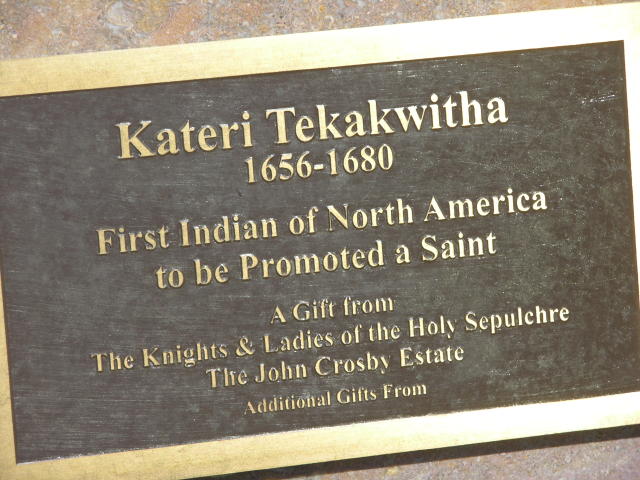 Kateri Tekakwitha
1656-1680
First Indian of North America
to be Promoted a Saint
A Gift from
The Knights & Ladies of the Holy Sepulchre
The John Crosby Estate
Additional Gifts From